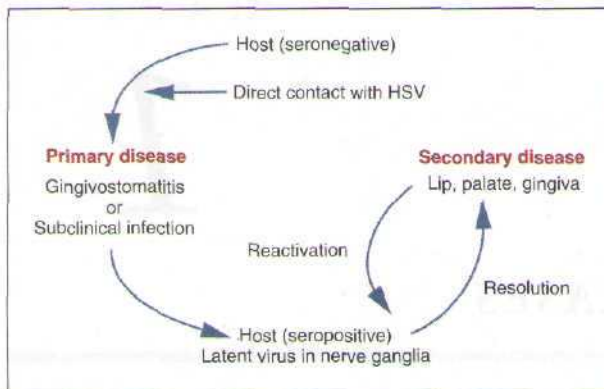 Host (seronegative)
Direct contact with HSV
Primary disease
Gingivostomatitis
or
Subclinical infection
Secondary disease
Lip, palate, gingiva
Reactivation
Resolution
Host (seropositive)
Latent virus in nerve ganglia